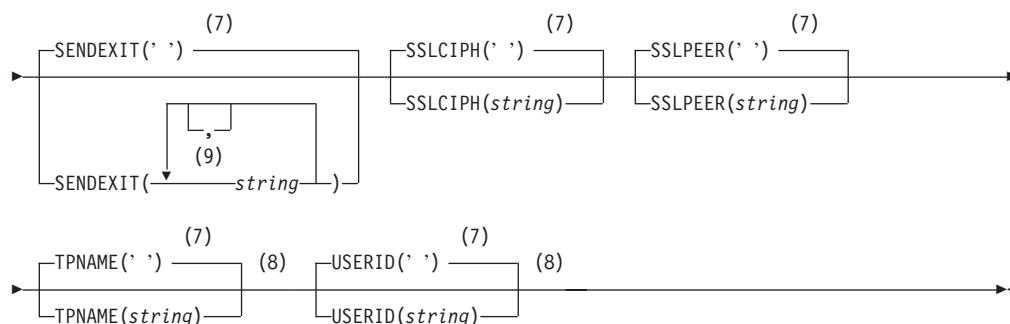 (7) (7) (7)
SENDEXIT(’ ’) SSLCIPH(’ ’) SSLPEER(’ ’)
SSLCIPH(string) SSLPEER(string)
,
(9)
SENDEXIT( string )
(7) (7)
TPNAME(’ ’) (8) USERID(’ ’) (8)
TPNAME(string) USERID(string)